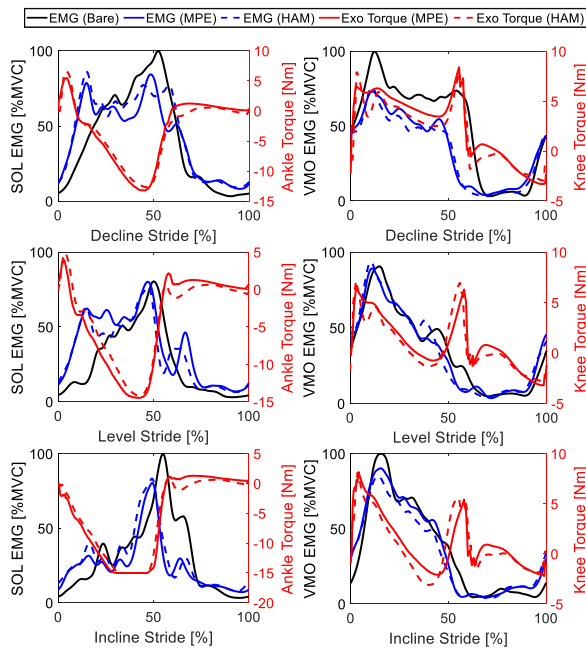 EMG (Bare) EMG (MPE) EMG (HAM) Exo Torque (MPE) Exo Torque (HAM)
100 10 100 10
5
50 0 50 5
-5 0
-10
0 -15 0 -5
0 50 100 0 50 100
SOL EMG [%MVC] Ankle Torque [Nm] VMO EMG [%MVC] Knee Torque [Nm]
Decline Stride [%] Decline Stride [%]
100 5 100 10
0
50 -5 50 5
-10 0
0 -15 0 -5
0 50 100 0 50 100
SOL EMG [%MVC] Ankle Torque [Nm] VMO EMG [%MVC] Knee Torque [Nm]
Level Stride [%] Level Stride [%]
100 5 100 10
0
50 -5 50 5
-10 0
-15
0 -20 0 -5
0 50 100 0 50 100
SOL EMG [%MVC] Ankle Torque [Nm] VMO EMG [%MVC] Knee Torque [Nm]
Incline Stride [%] Incline Stride [%]